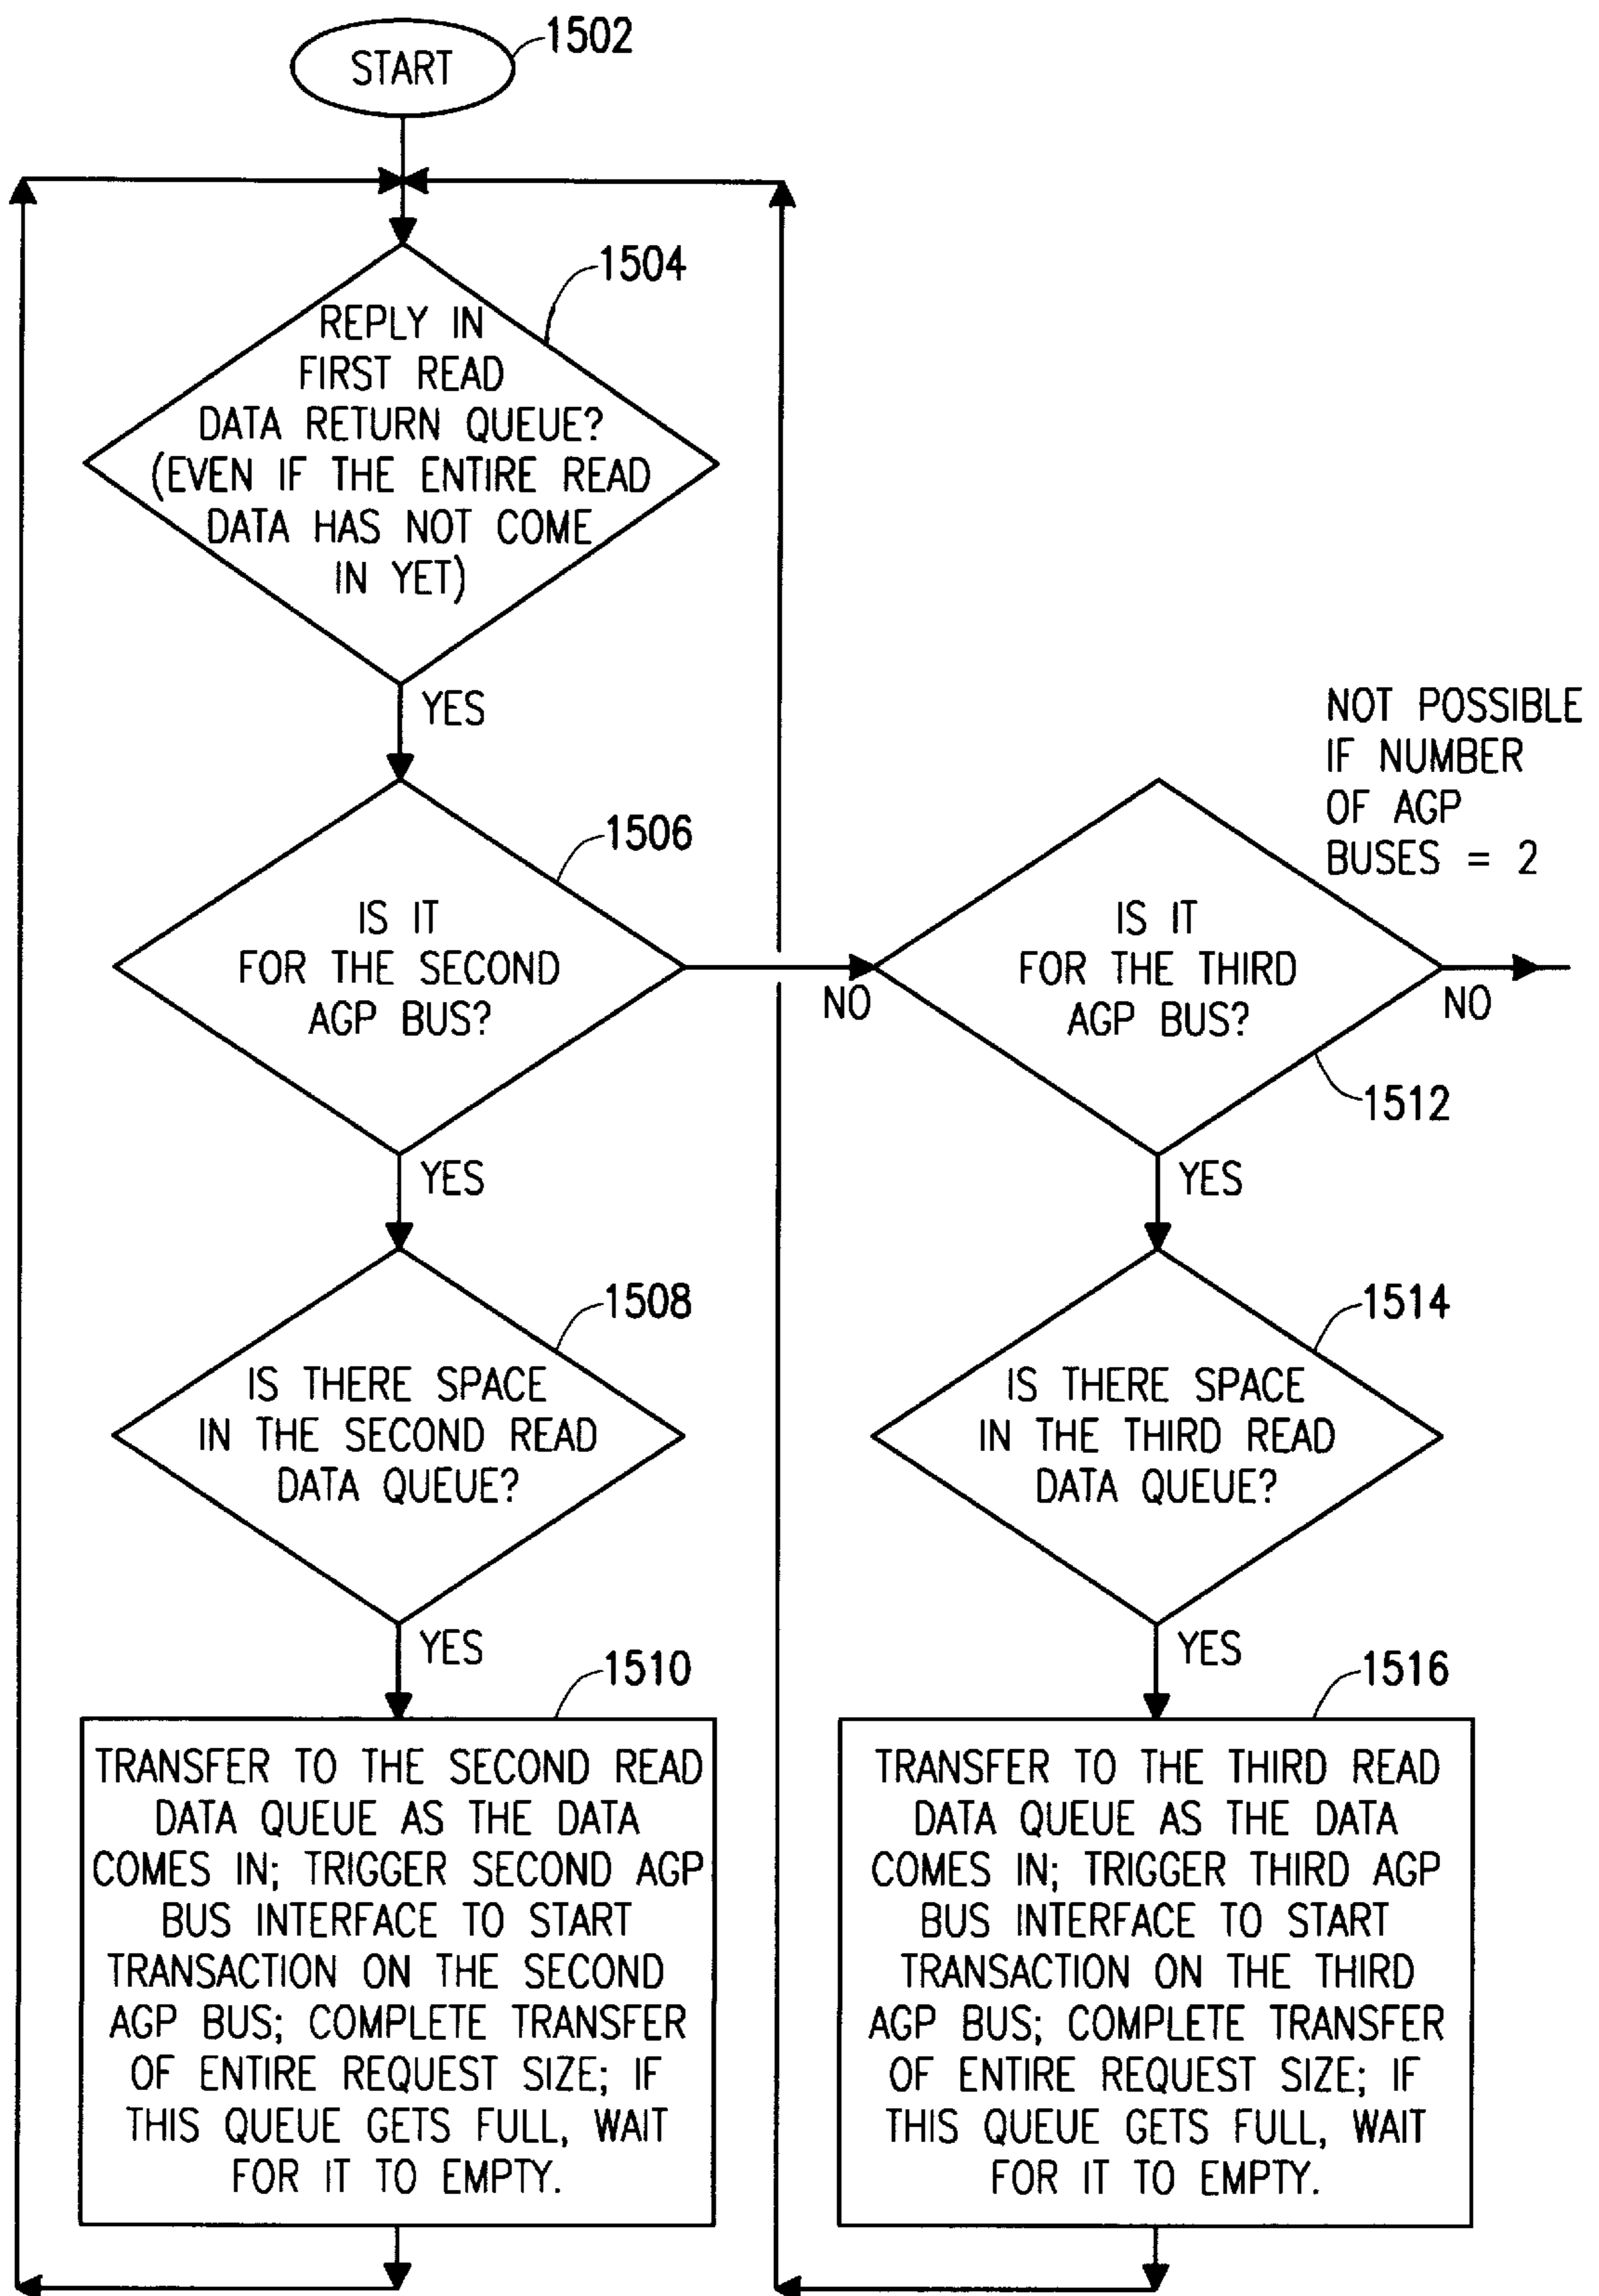 START
1502
1504
REPLY IN
FIRST READ
DATA RETURN QUEUE?
(EVEN IF THE ENTIRE READ
DATA HAS NOT COME
IN YET)
YES
1506
IS IT
FOR THE SECOND
AGP BUS?
NO
YES
NOT POSSIBLE
IF NUMBER
OF AGP
BUSES = 2
IS IT
FOR THE THIRD
AGP BUS?
NO
1512
YES
1508
IS THERE SPACE
IN THE SECOND READ
DATA QUEUE?
YES
1514
IS THERE SPACE
IN THE THIRD READ
DATA QUEUE?
YES
1510
TRANSFER TO THE SECOND READ
DATA QUEUE AS THE DATA
COMES IN; TRIGGER SECOND AGP
BUS INTERFACE TO START
TRANSACTION ON THE SECOND
AGP BUS; COMPLETE TRANSFER
OF ENTIRE REQUEST SIZE; IF
THIS QUEUE GETS FULL, WAIT
FOR IT TO EMPTY.
1516
TRANSFER TO THE THIRD READ
DATA QUEUE AS THE DATA
COMES IN; TRIGGER THIRD AGP
BUS INTERFACE TO START
TRANSACTION ON THE THIRD
AGP BUS; COMPLETE TRANSFER
OF ENTIRE REQUEST SIZE; IF
THIS QUEUE GETS FULL, WAIT
FOR IT TO EMPTY.